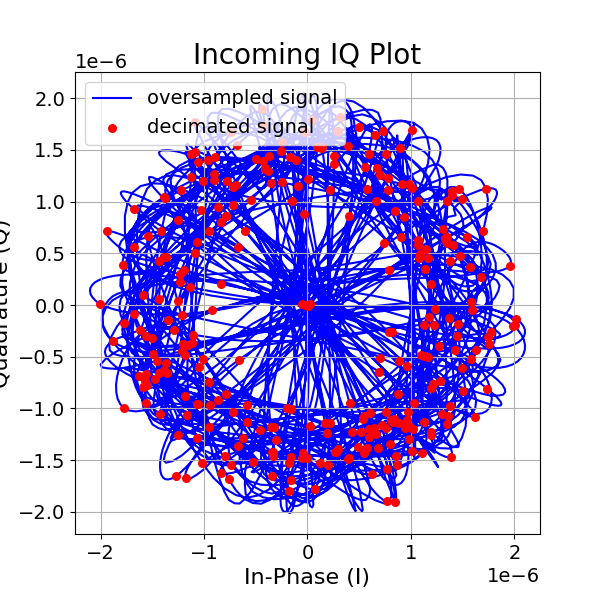 Incoming IQ Plot
1e−6
oversampled signal
decimated signal
2.0
1.5
1.0
0.5
0.0
−0.5
−1.0
−1.5
−2.0
Quadrature (Q)
−2 −1 0 1 2
1e−6
In-Phase (I)